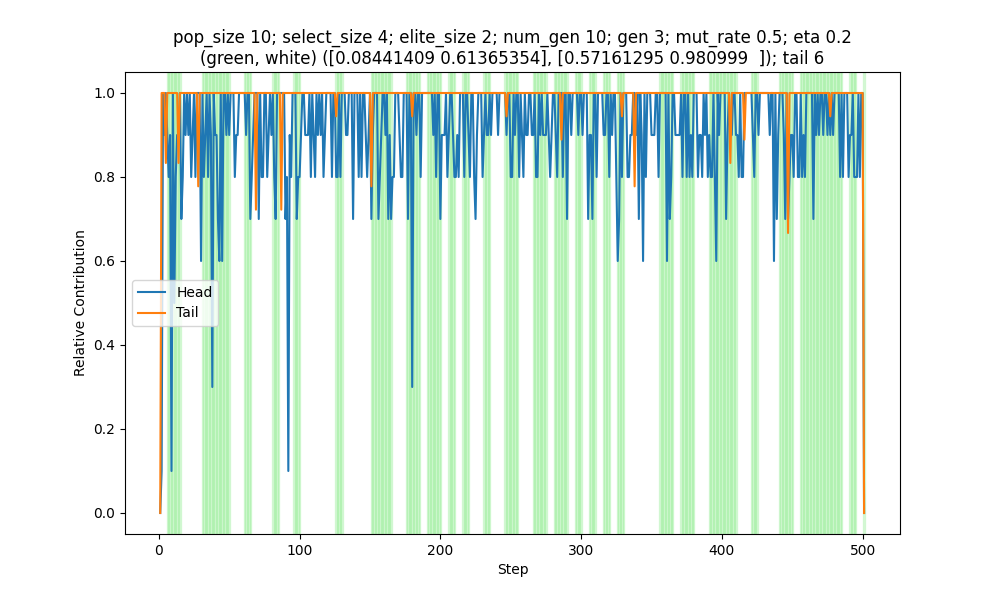 pop_size 10; select_size 4; elite_size 2; num_gen 10; gen 3; mut_rate 0.5; eta 0.2
(green, white) ([0.08441409 0.61365354], [0.57161295 0.980999  ]); tail 6
1.0
0.8
0.6
0.4
0.2
0.0
Relative Contribution
Head
Tail
0 100 200 300 400 500
Step